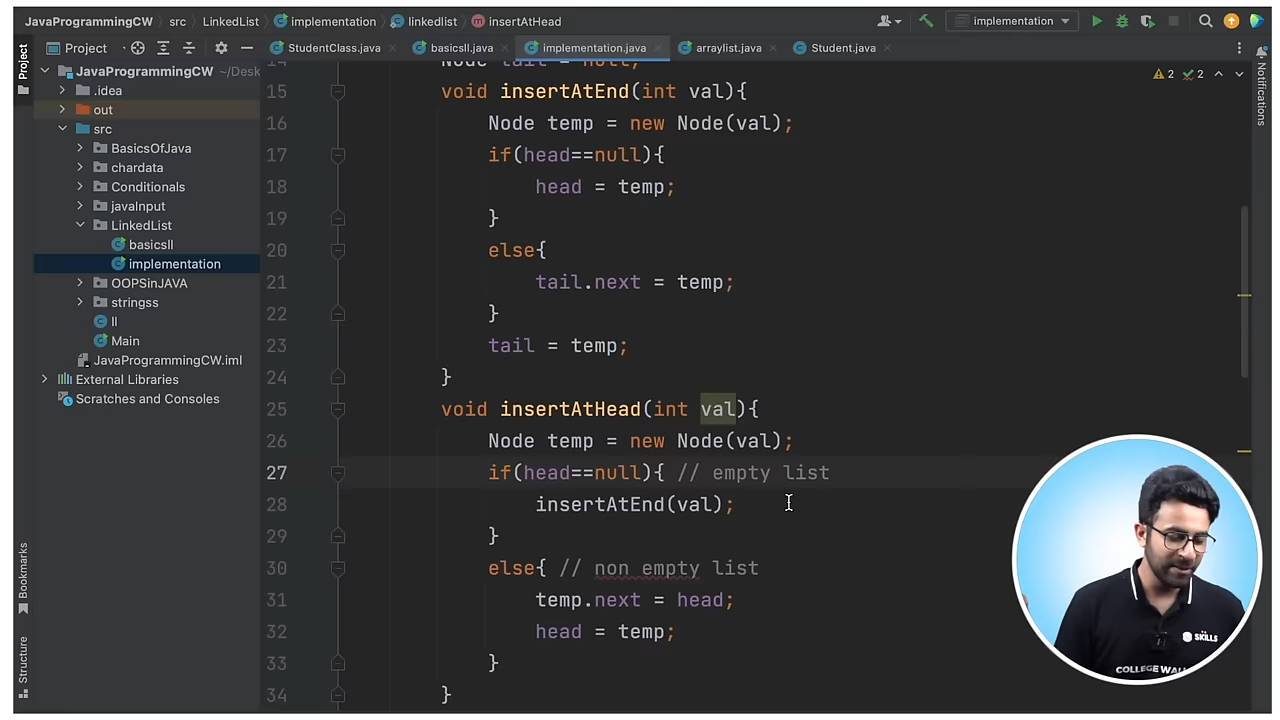 JavaProgrammingCW
src
LinkedList
implementation
linkedlist
insertAtHead
implementation
Project
StudentClass.java
basicsll.java
implementation.java
arraylist.java
Student.java
Project
JavaProgrammingCW ~/Desk
.idea
out
src
BasicsOfJava
chardata
Conditionals
javaInput
LinkedList
basicsll
implementation
OOPSinJAVA
stringss
ll
Main
JavaProgrammingCW.iml
External Libraries
Scratches and Consoles
Bookmarks
Structure
2 2
Notifications
14 Node tail = null;
15 void insertAtEnd(int val){
16 Node temp = new Node(val);
17 if(head==null){
18 head = temp;
19 }
20 else{
21 tail.next = temp;
22 }
23 tail = temp;
24 }
25 void insertAtHead(int val){
26 Node temp = new Node(val);
27 if(head==null){ // empty list
28 insertAtEnd(val);
29 }
30 else{ // non empty list
31 temp.next = head;
32 head = temp;
33 }
34 }
SKILLS
COLLEGE WAL